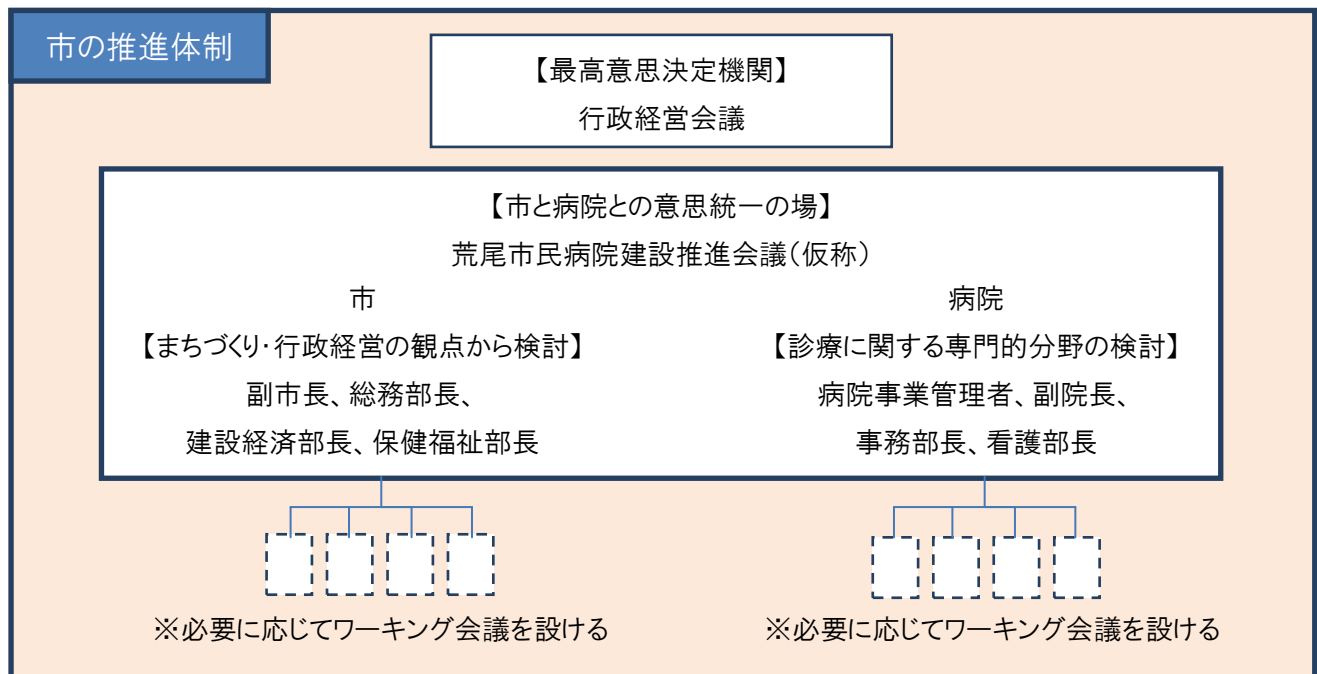 市の推進体制
【最高意思決定機関】
行政経営会議
【市と病院との意思統一の場】
荒尾市民病院建設推進会議(仮称)
市
【まちづくり・行政経営の観点から検討】
副市長、総務部長、
建設経済部長、保健福祉部長
病院
【診療に関する専門的分野の検討】
病院事業管理者、副院長、
事務部長、看護部長
※必要に応じてワーキング会議を設ける
※必要に応じてワーキング会議を設ける